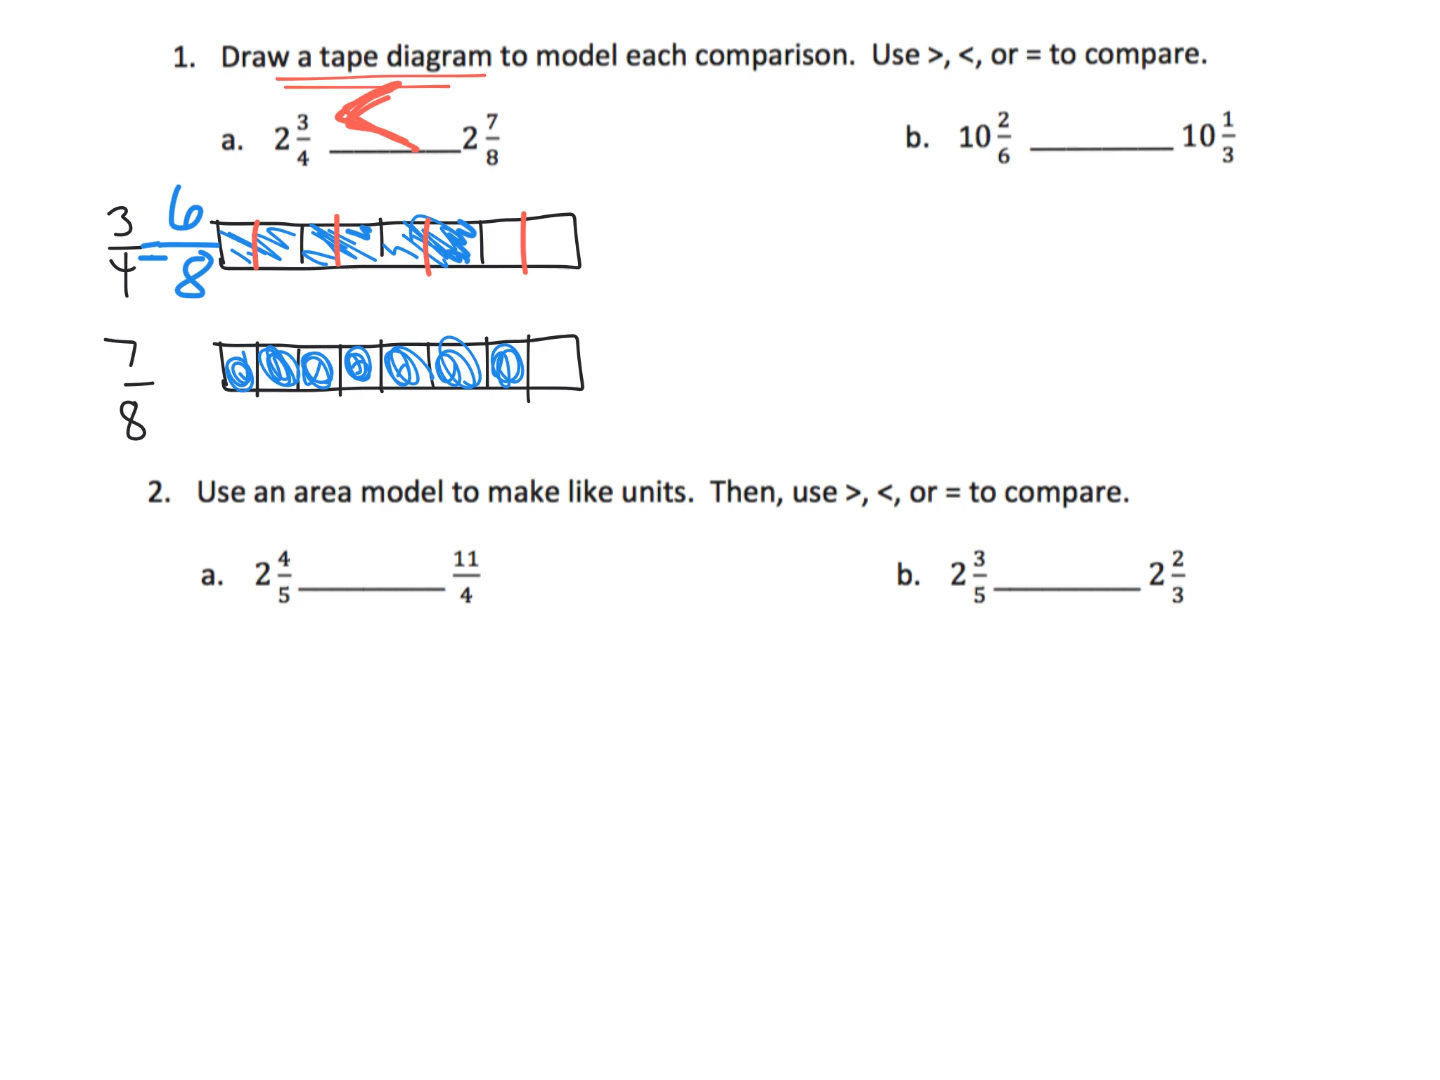 1. Draw a tape diagram to model each comparison. Use >, <, or = to compare.
a. 2 3/4 < 2 7/8
b. 10 2/6 ________ 10 1/3
3/4 = 6/8
7/8
2. Use an area model to make like units. Then, use >, <, or = to compare.
a. 2 4/5 ________ 11/4
b. 2 3/5 ________ 2 2/3